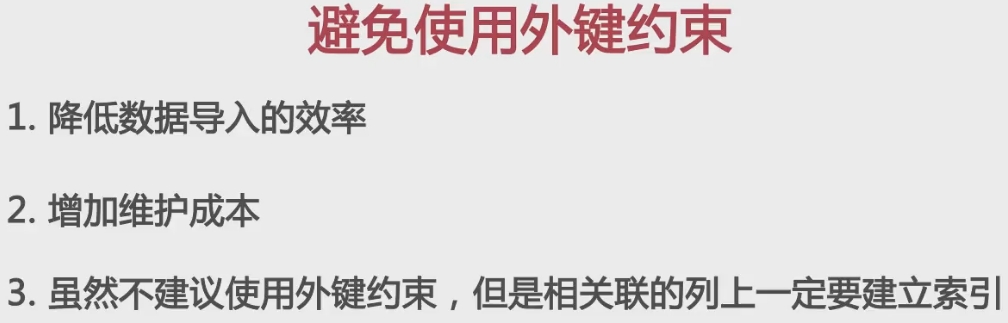 避免使用外键约束
1. 降低数据导入的效率
2. 增加维护成本
3. 虽然不建议使用外键约束，但是相关联的列上一定要建立索引